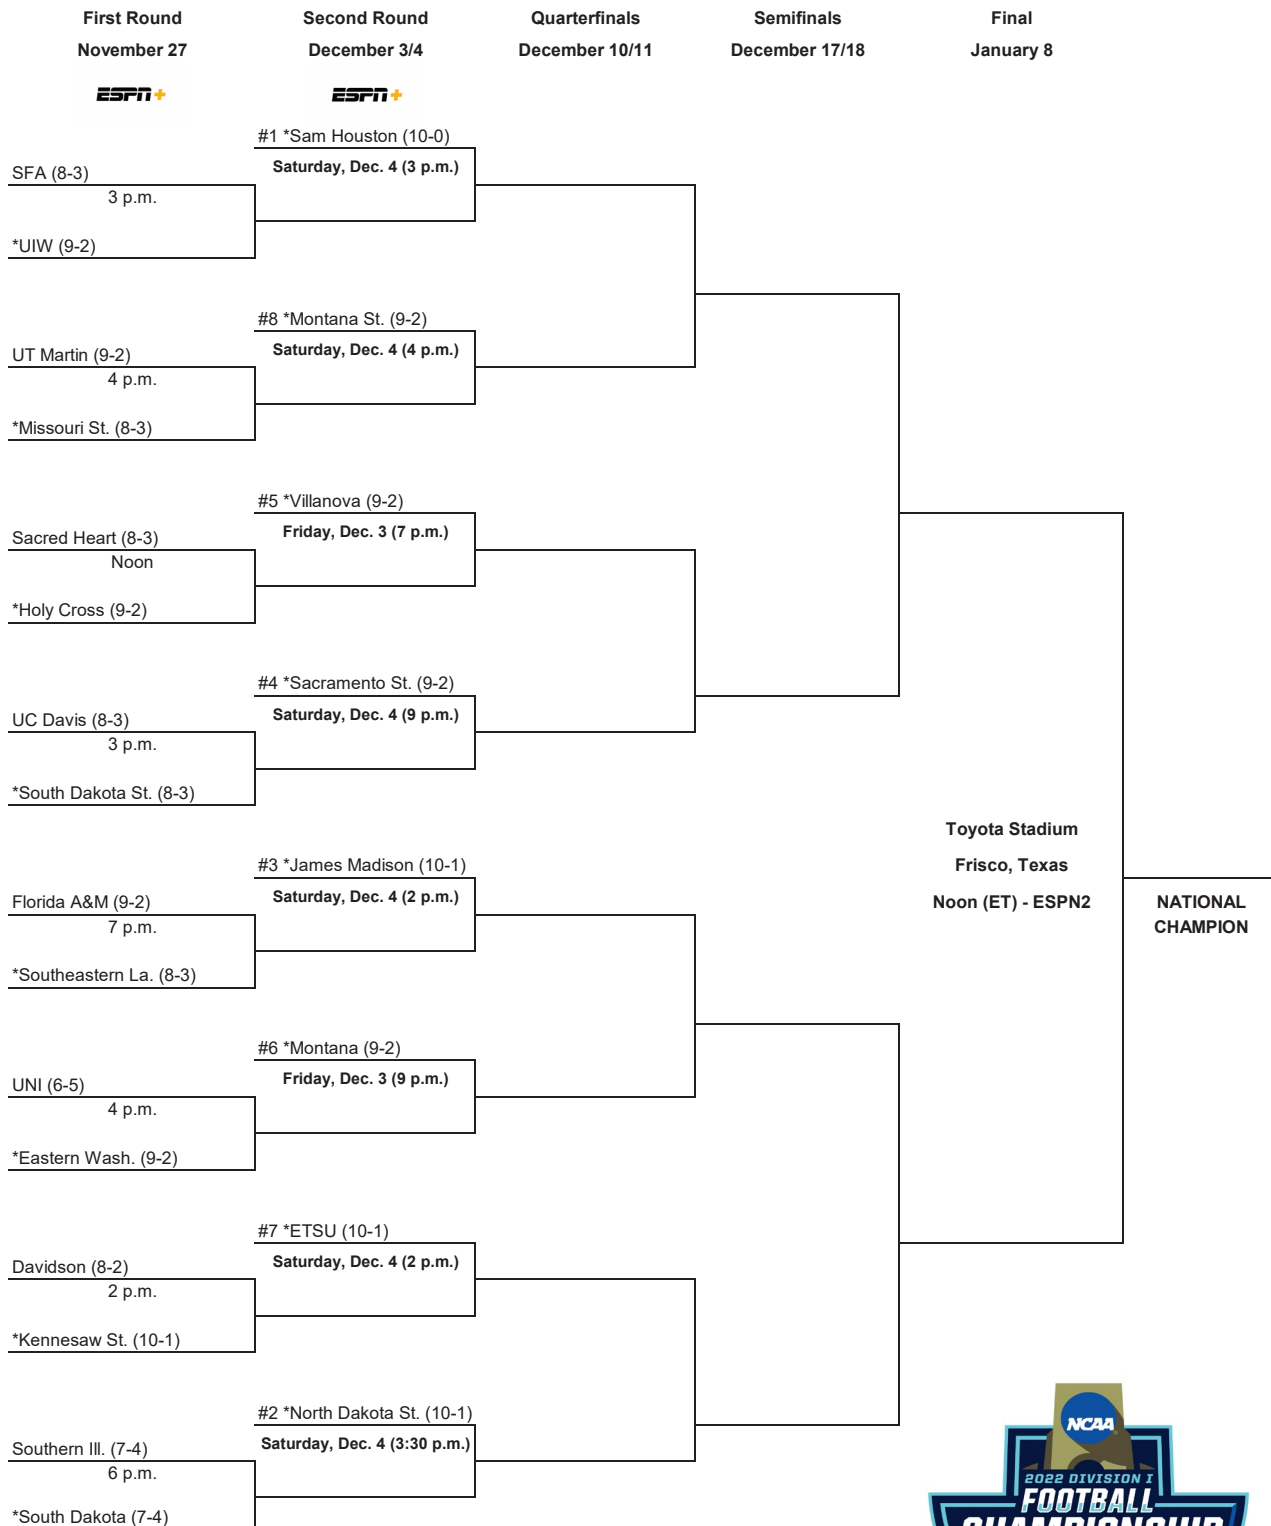 First Round
Second Round
Quarterfinals
Semifinals
Final
November 27
December 3/4
December 10/11
December 17/18
January 8
ESPN+
ESPN+
#1 *Sam Houston (10-0)
Saturday, Dec. 4 (3 p.m.)
SFA (8-3)
3 p.m.
*UIW (9-2)
#8 *Montana St. (9-2)
Saturday, Dec. 4 (4 p.m.)
UT Martin (9-2)
4 p.m.
*Missouri St. (8-3)
#5 *Villanova (9-2)
Friday, Dec. 3 (7 p.m.)
Sacred Heart (8-3)
Noon
*Holy Cross (9-2)
#4 *Sacramento St. (9-2)
Saturday, Dec. 4 (9 p.m.)
UC Davis (8-3)
3 p.m.
*South Dakota St. (8-3)
Toyota Stadium
Frisco, Texas
Noon (ET) - ESPN2
NATIONAL
CHAMPION
#3 *James Madison (10-1)
Saturday, Dec. 4 (2 p.m.)
Florida A&M (9-2)
7 p.m.
*Southeastern La. (8-3)
#6 *Montana (9-2)
Friday, Dec. 3 (9 p.m.)
UNI (6-5)
4 p.m.
*Eastern Wash. (9-2)
#7 *ETSU (10-1)
Saturday, Dec. 4 (2 p.m.)
Davidson (8-2)
2 p.m.
*Kennesaw St. (10-1)
#2 *North Dakota St. (10-1)
Saturday, Dec. 4 (3:30 p.m.)
Southern Ill. (7-4)
6 p.m.
*South Dakota (7-4)
NCAA
2022 DIVISION I
FOOTBALL
CHAMPIONSHIP